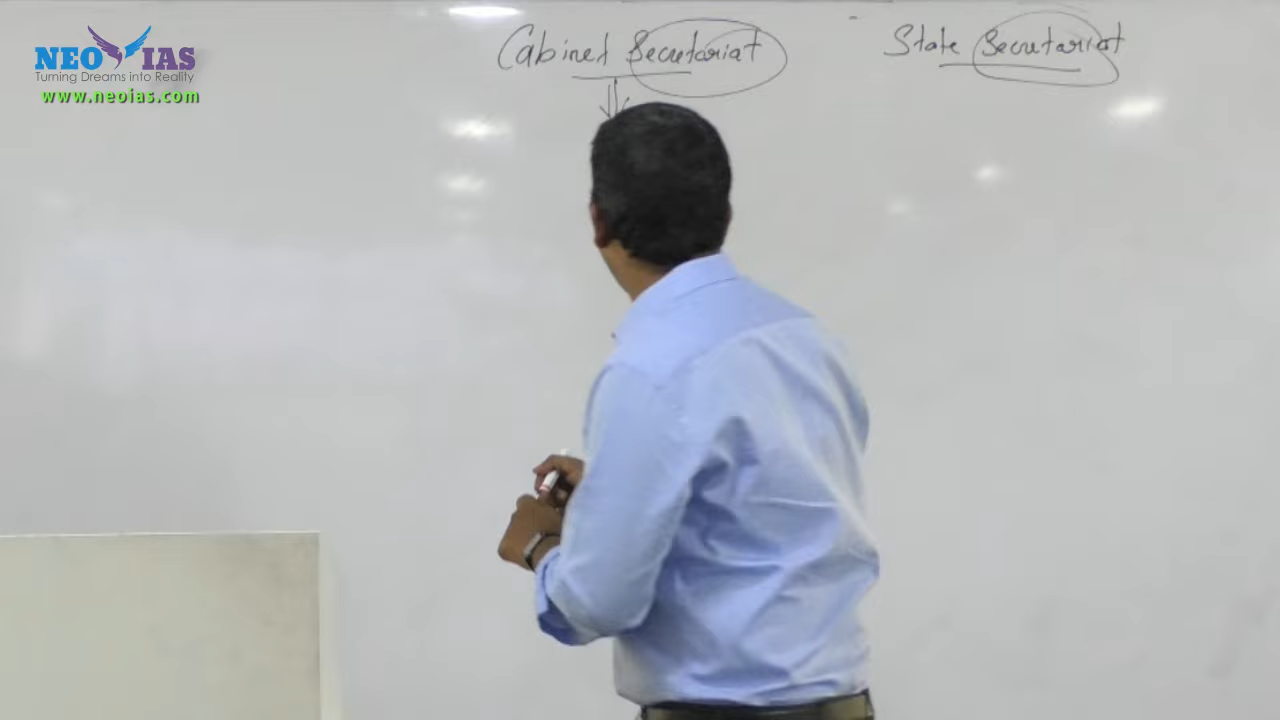 NEO IAS
Turning Dreams into Reality
www.neoias.com
Cabinet Secretariat
State Secretariat